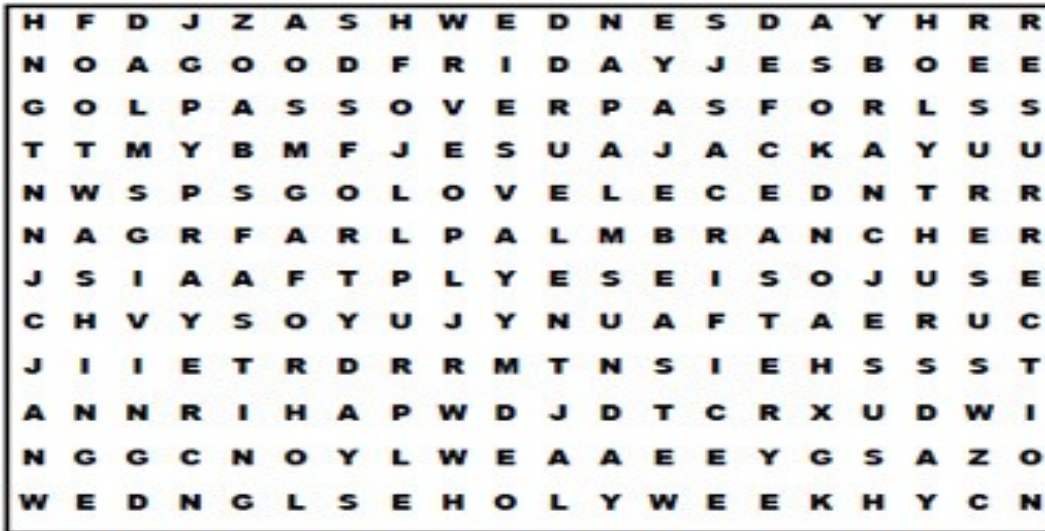 H F D J Z A S H W E D N E S D A Y H R R
N O A G O O D F R I D A Y J E S B O E E
G O L P A S S O V E R P A S F O R L S S
T T M Y B M F J E S U A J A C K A Y U U
N W S P S G O L O V E L E C E D N T R R
N A G R F A R L P A L M B R A N C H E R
J S I A A F T P L Y E S E I S O J U S E
C H V Y S O Y U J Y N U A F T A E R U C
J I I E T R D R R M T N S I E H S S S T
A N N R I H A P W D J D T C R X U D W I
N G G C N O Y L W E A A E E Y G S A Z O
W E D N G L S E H O L Y W E E K H Y C N